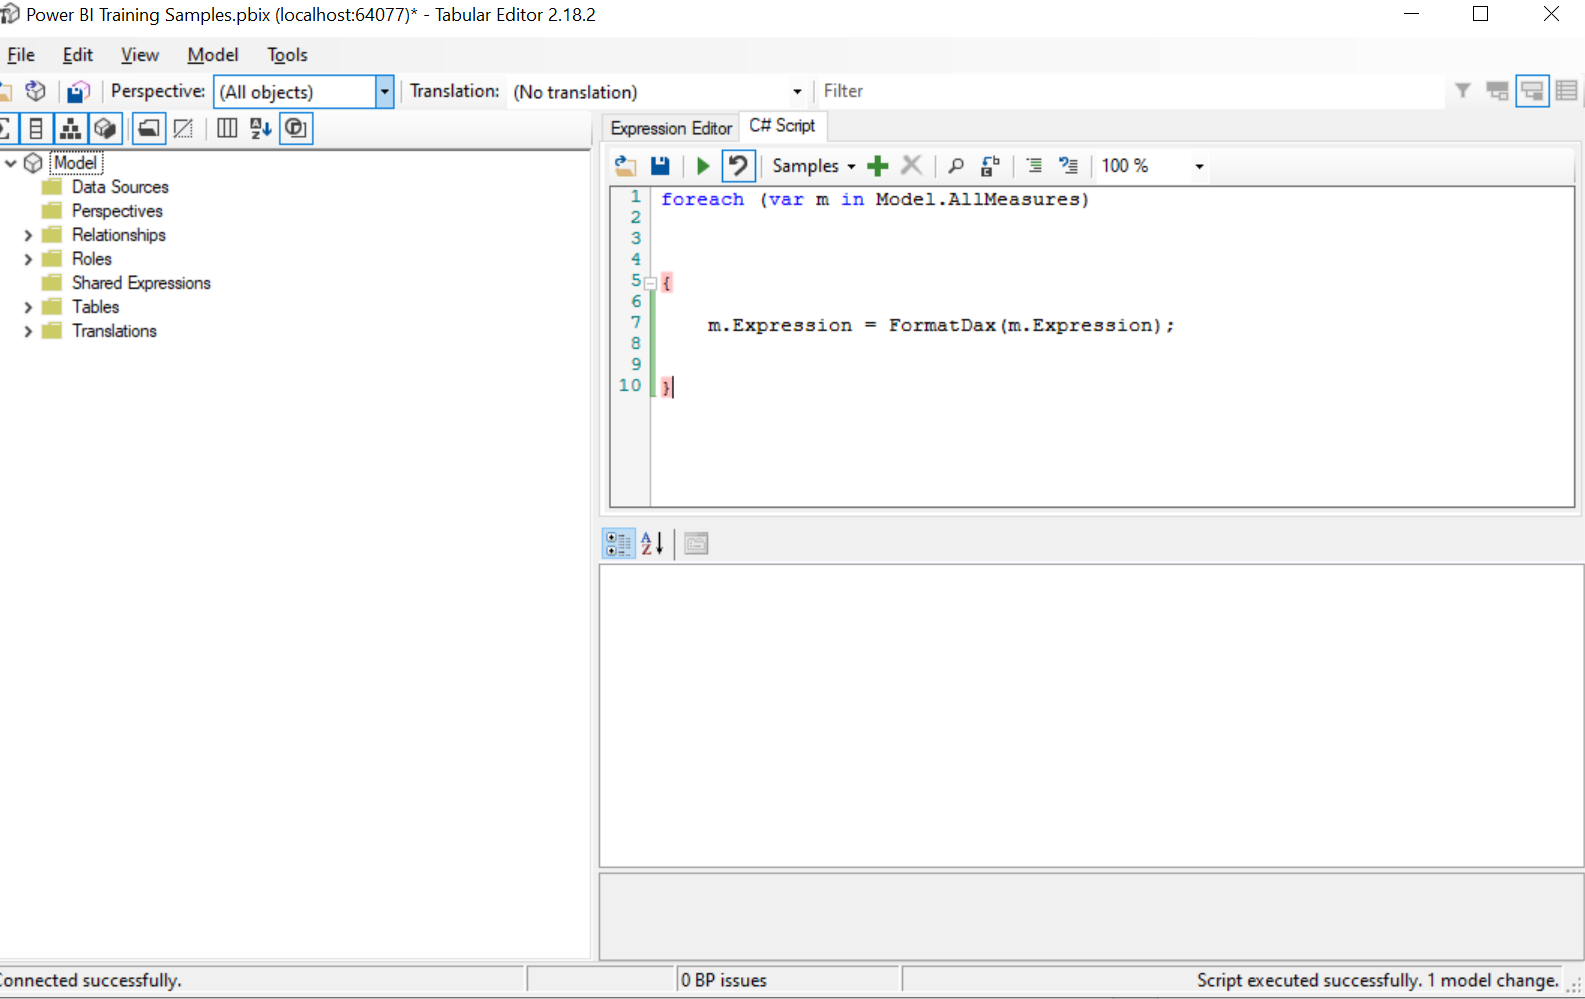 Power BI Training Samples.pbix (localhost:64077)* - Tabular Editor 2.18.2
File Edit View Model Tools
Perspective: (All objects) Translation: (No translation) Filter
Expression Editor C# Script
Model
Data Sources
Perspectives
Relationships
Roles
Shared Expressions
Tables
Translations
Samples 100 %
1 foreach (var m in Model.AllMeasures)
2
3
4
5 {
6
7 m.Expression = FormatDax(m.Expression);
8
9
10 }
Connected successfully. 0 BP issues Script executed successfully. 1 model change.